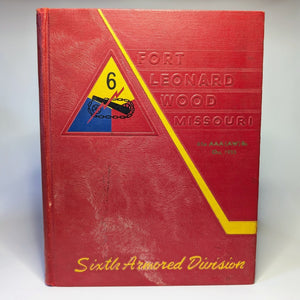 6
FORT
LEONARD
WOOD
MISSOURI
Sixth Armored Division